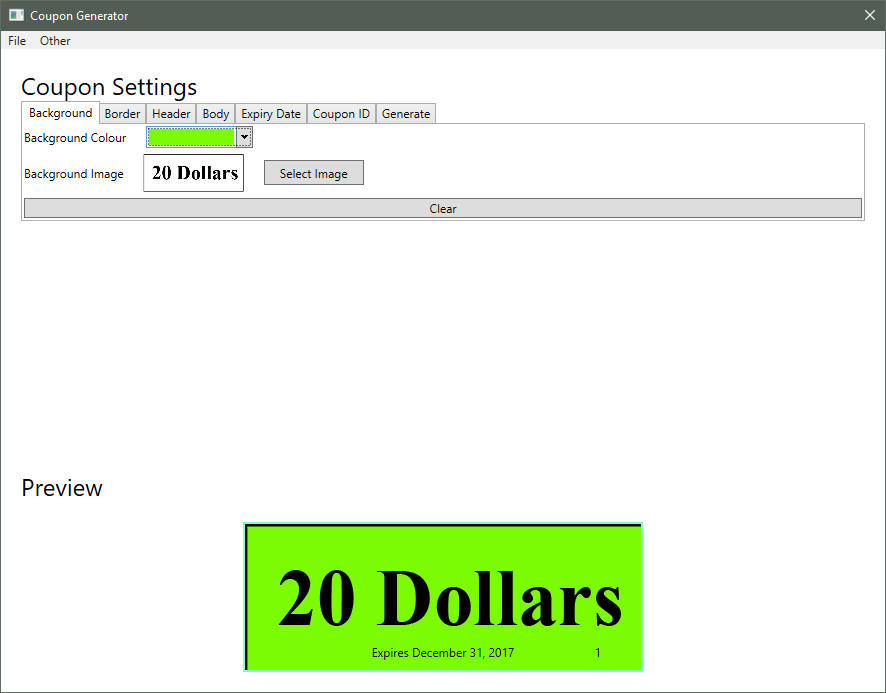 Coupon Generator
File Other
Coupon Settings
Background Border Header Body Expiry Date Coupon ID Generate
Background Colour
Background Image 20 Dollars Select Image
Clear
Preview
20 Dollars
Expires December 31, 2017 1